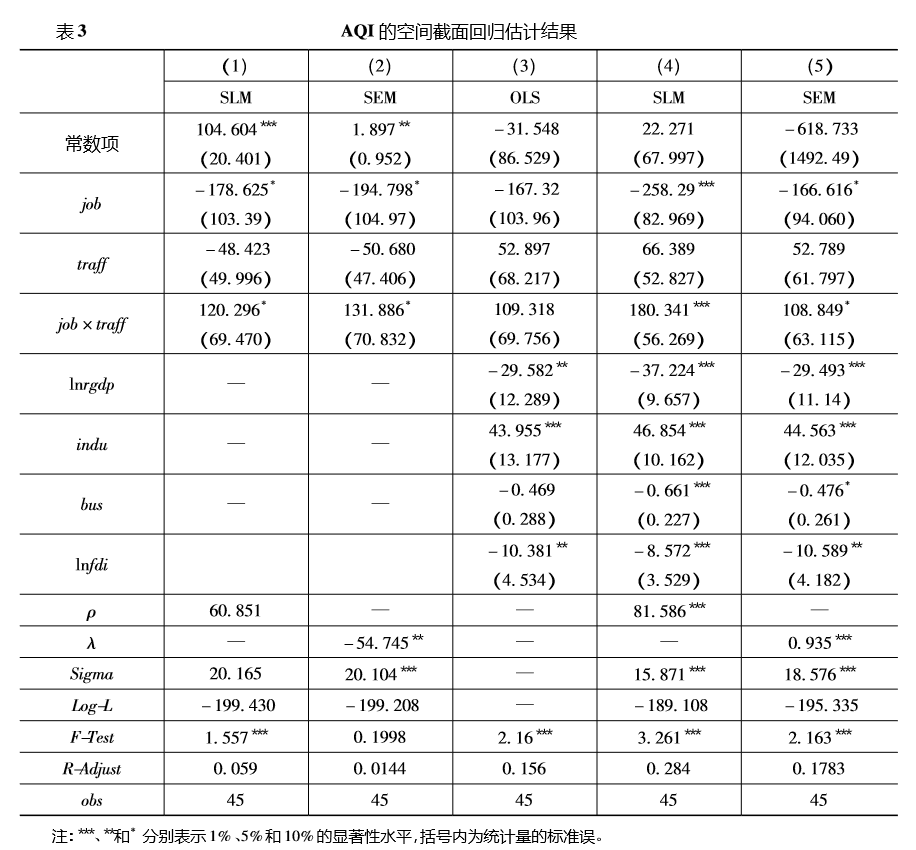 表 3 AQI 的空间截面回归估计结果
(1) (2) (3) (4) (5)
SLM SEM OLS SLM SEM
常数项 104. 604*** 1. 897** -31. 548 22. 271 -618. 733
(20. 401) (0. 952) (86. 529) (67. 997) (1492. 49)
job -178. 625* -194. 798* -167. 32 -258. 29*** -166. 616*
(103. 39) (104. 97) (103. 96) (82. 969) (94. 060)
traff -48. 423 -50. 680 52. 897 66. 389 52. 789
(49. 996) (47. 406) (68. 217) (52. 827) (61. 797)
job × traff 120. 296* 131. 886* 109. 318 180. 341*** 108. 849*
(69. 470) (70. 832) (69. 756) (56. 269) (63. 115)
lnrgdp — — -29. 582** -37. 224*** -29. 493***
(12. 289) (9. 657) (11. 14)
indu — — 43. 955*** 46. 854*** 44. 563***
(13. 177) (10. 162) (12. 035)
bus — — -0. 469 -0. 661*** -0. 476*
(0. 288) (0. 227) (0. 261)
lnfdi -10. 381** -8. 572*** -10. 589**
(4. 534) (3. 529) (4. 182)
ρ 60. 851 — — 81. 586*** —
λ — -54. 745** — — 0. 935***
Sigma 20. 165 20. 104*** — 15. 871*** 18. 576***
Log-L -199. 430 -199. 208 — -189. 108 -195. 335
F-Test 1. 557*** 0. 1998 2. 16*** 3. 261*** 2. 163***
R-Adjust 0. 059 0. 0144 0. 156 0. 284 0. 1783
obs 45 45 45 45 45
注: ***、**和* 分别表示 1% 、5% 和 10% 的显著性水平,括号内为统计量的标准误。